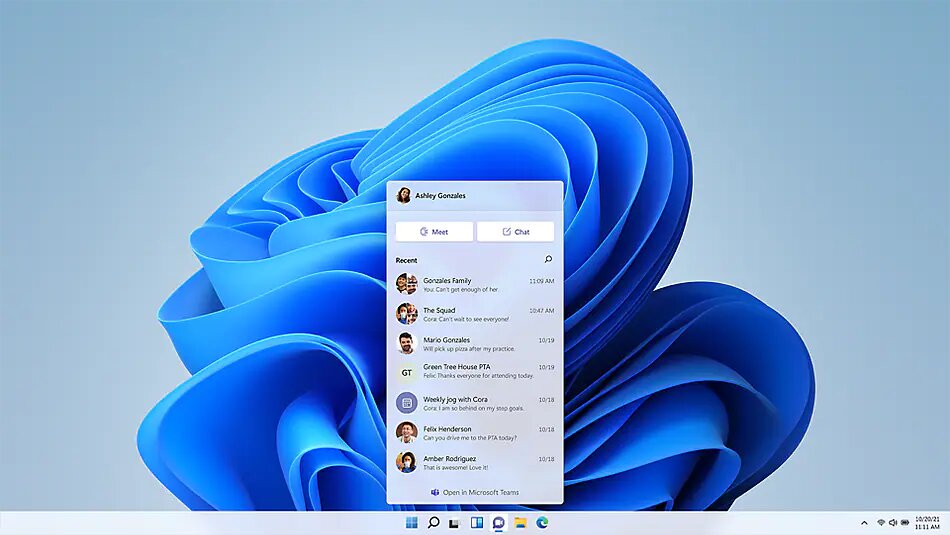 Ashley Gonzales
Meet
Chat
Recent
Gonzales Family
11:09 AM
You: Can't get enough of her.
The Squad
10:47 AM
Cora: Can't wait to see everyone!
Mario Gonzales
10/19
Will pick up pizza after my practice.
GT
Green Tree House PTA
10/19
Felix: Thanks everyone for attending today.
Weekly jog with Cora
10/18
Cora: I am so behind on my step goals.
Felix Henderson
10/18
Can you drive me to the PTA today?
Amber Rodriguez
10/18
That is awesome! Love it!
Open in Microsoft Teams
10/20/21
11:11 AM